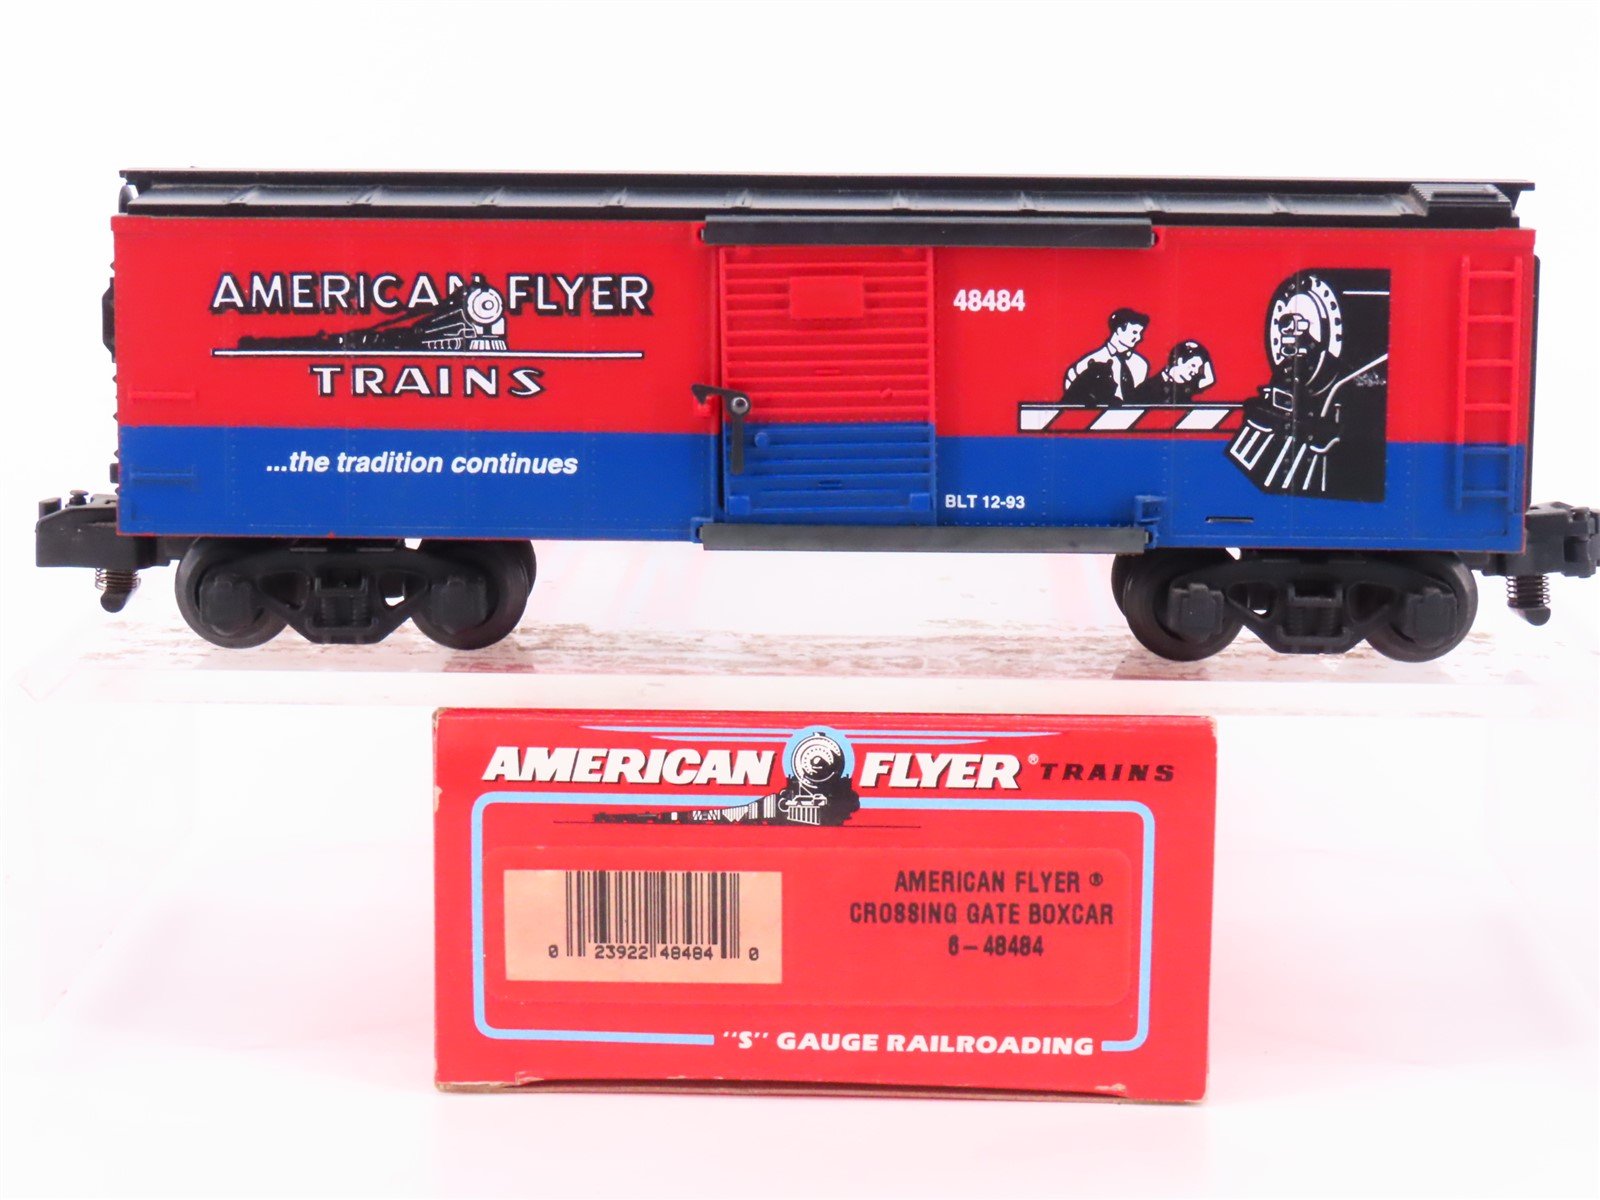 AMERICAN FLYER
TRAINS
...the tradition continues
48484
BLT 12-93
AMERICAN FLYER® TRAINS
AMERICAN FLYER®
CROSSING GATE BOXCAR
6-48484
0 23922 48484 0
"S" GAUGE RAILROADING